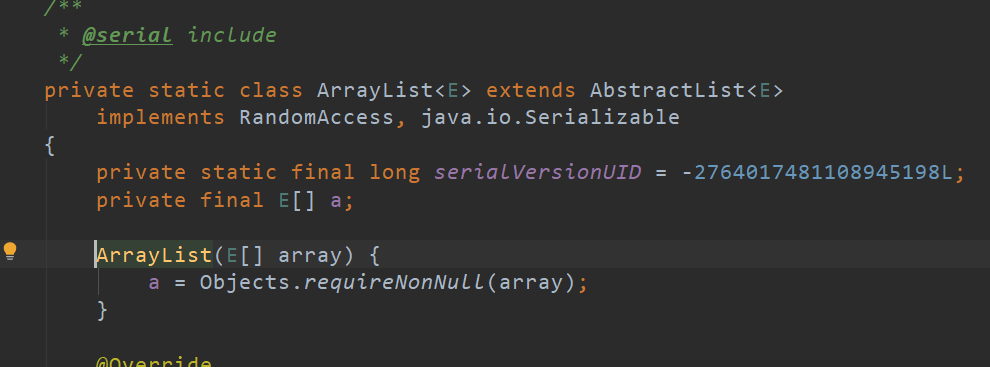 /**
 * @serial include
 */
private static class ArrayList<E> extends AbstractList<E>
    implements RandomAccess, java.io.Serializable
{
    private static final long serialVersionUID = -2764017481108945198L;
    private final E[] a;
    ArrayList(E[] array) {
        a = Objects.requireNonNull(array);
    }
    @Override